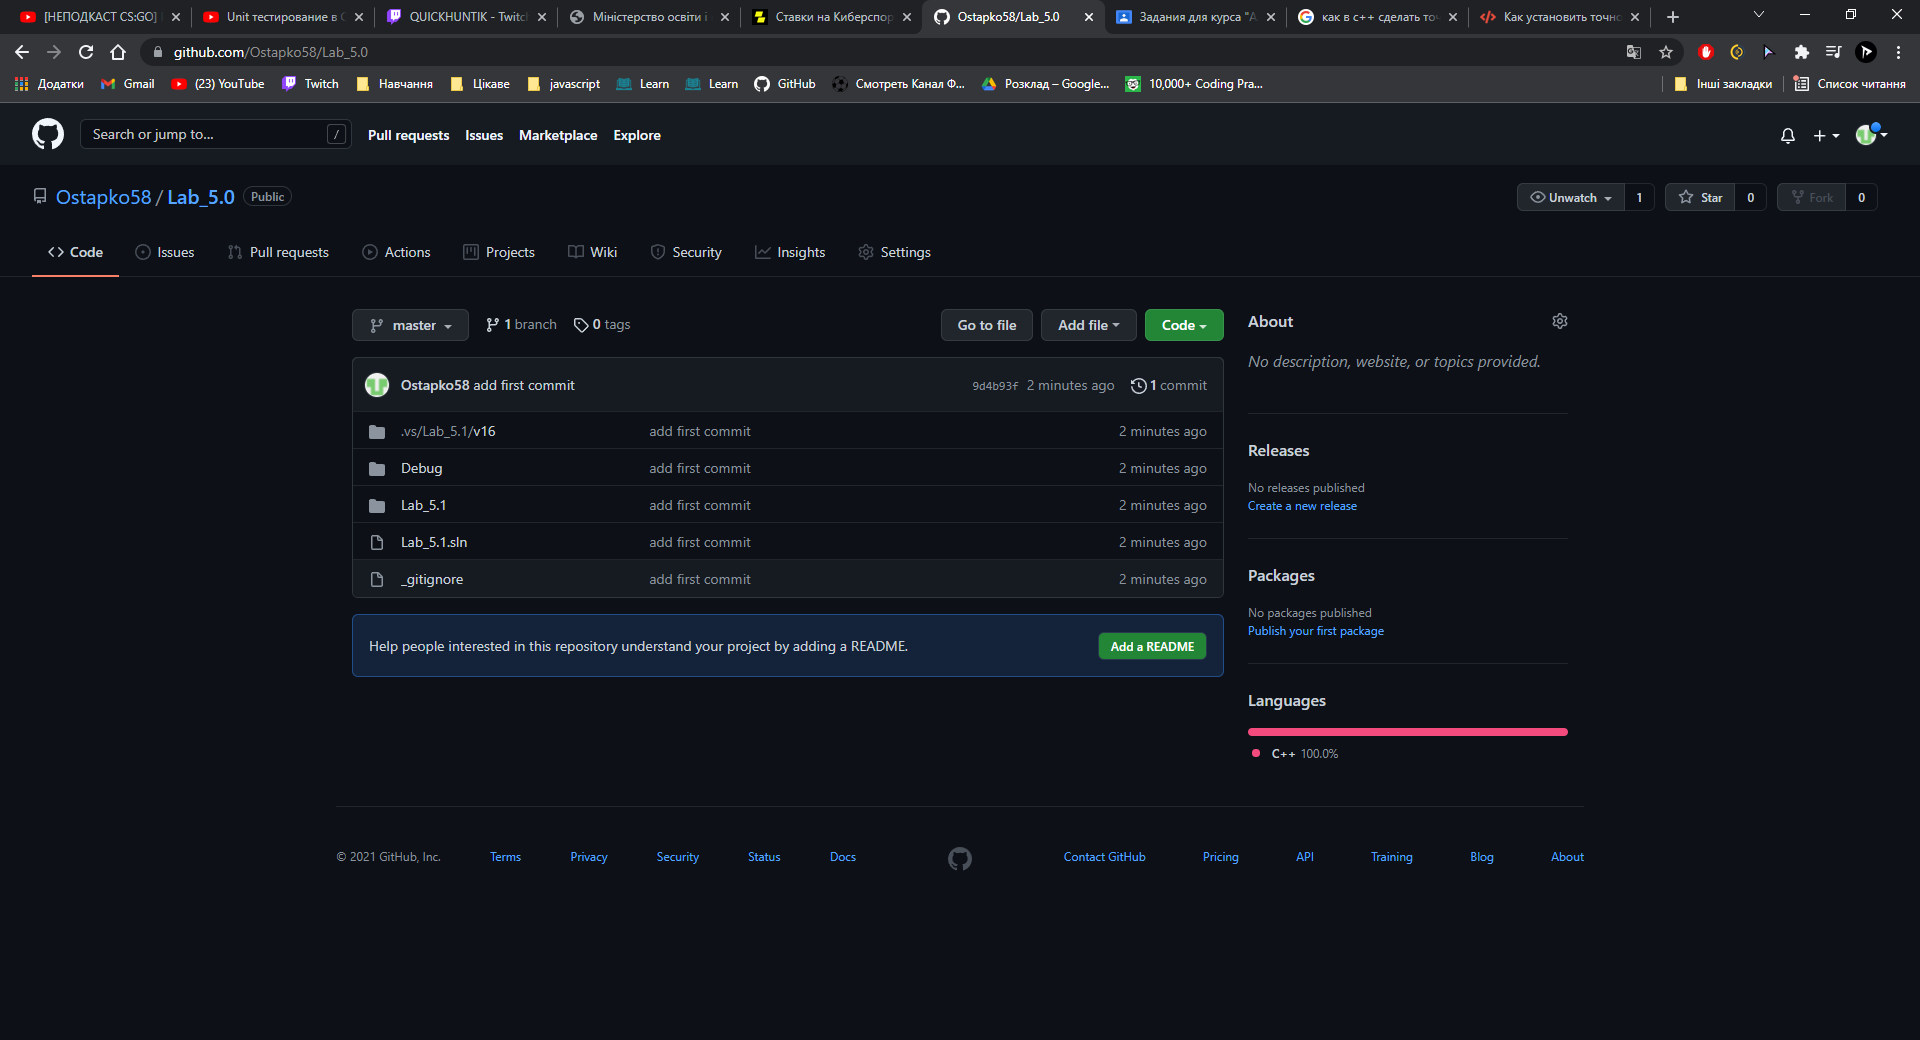 [НЕПОДКАСТ CS:GO]
Unit тестирование в
QUICKHUNTIK - Twitch
Міністерство освіти і
Ставки на Киберспор
Ostapko58/Lab_5.0
Задания для курса "А
как в c++ сделать точ
Как установить точно
github.com/Ostapko58/Lab_5.0
Додатки
Gmail
(23) YouTube
Twitch
Навчання
Цікаве
javascript
Learn
Learn
GitHub
Смотреть Канал Ф...
Розклад – Google...
10,000+ Coding Pra...
Інші закладки
Список читання
Search or jump to...
/
Pull requests
Issues
Marketplace
Explore
Ostapko58 / Lab_5.0 Public
Unwatch 1
Star 0
Fork 0
Code
Issues
Pull requests
Actions
Projects
Wiki
Security
Insights
Settings
master
1 branch
0 tags
Go to file
Add file
Code
Ostapko58 add first commit 9d4b93f 2 minutes ago 1 commit
.vs/Lab_5.1/v16 add first commit 2 minutes ago
Debug add first commit 2 minutes ago
Lab_5.1 add first commit 2 minutes ago
Lab_5.1.sln add first commit 2 minutes ago
_gitignore add first commit 2 minutes ago
Help people interested in this repository understand your project by adding a README.
Add a README
About
No description, website, or topics provided.
Releases
No releases published
Create a new release
Packages
No packages published
Publish your first package
Languages
C++ 100.0%
© 2021 GitHub, Inc.
Terms
Privacy
Security
Status
Docs
Contact GitHub
Pricing
API
Training
Blog
About